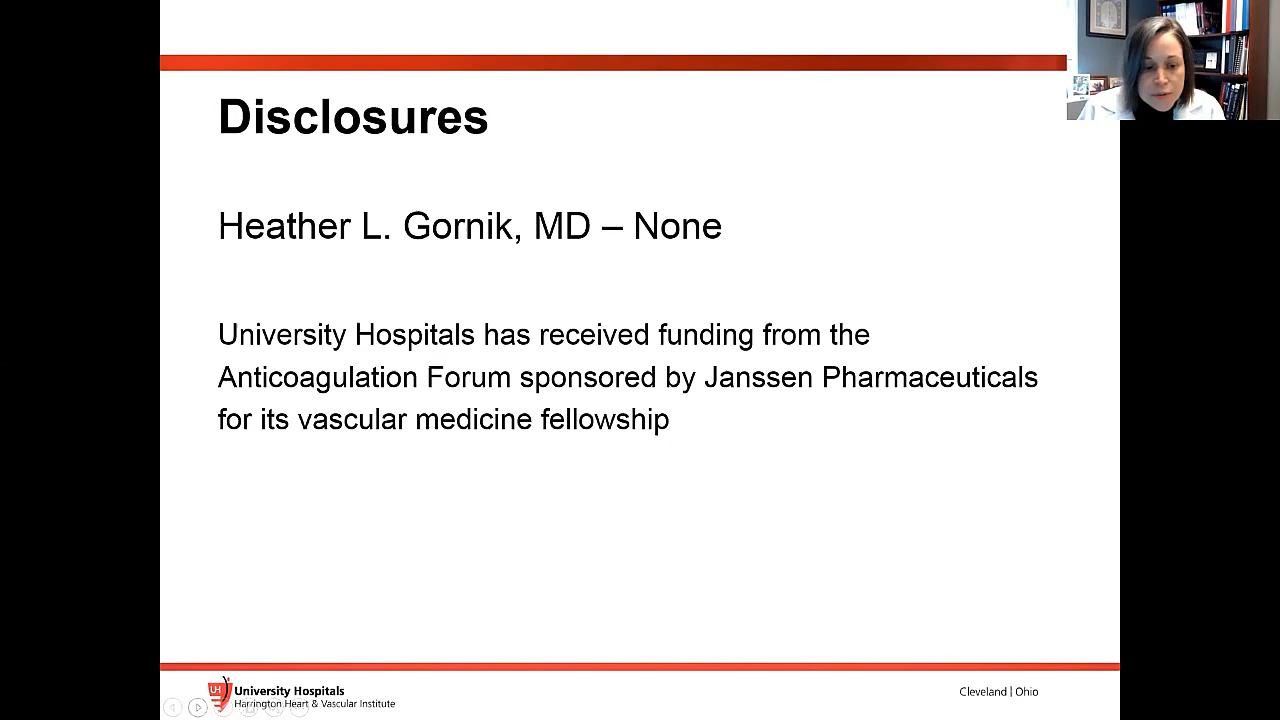 Disclosures
Heather L. Gornik, MD – None
University Hospitals has received funding from the
Anticoagulation Forum sponsored by Janssen Pharmaceuticals
for its vascular medicine fellowship
UH
University Hospitals
Harrington Heart & Vascular Institute
Cleveland | Ohio